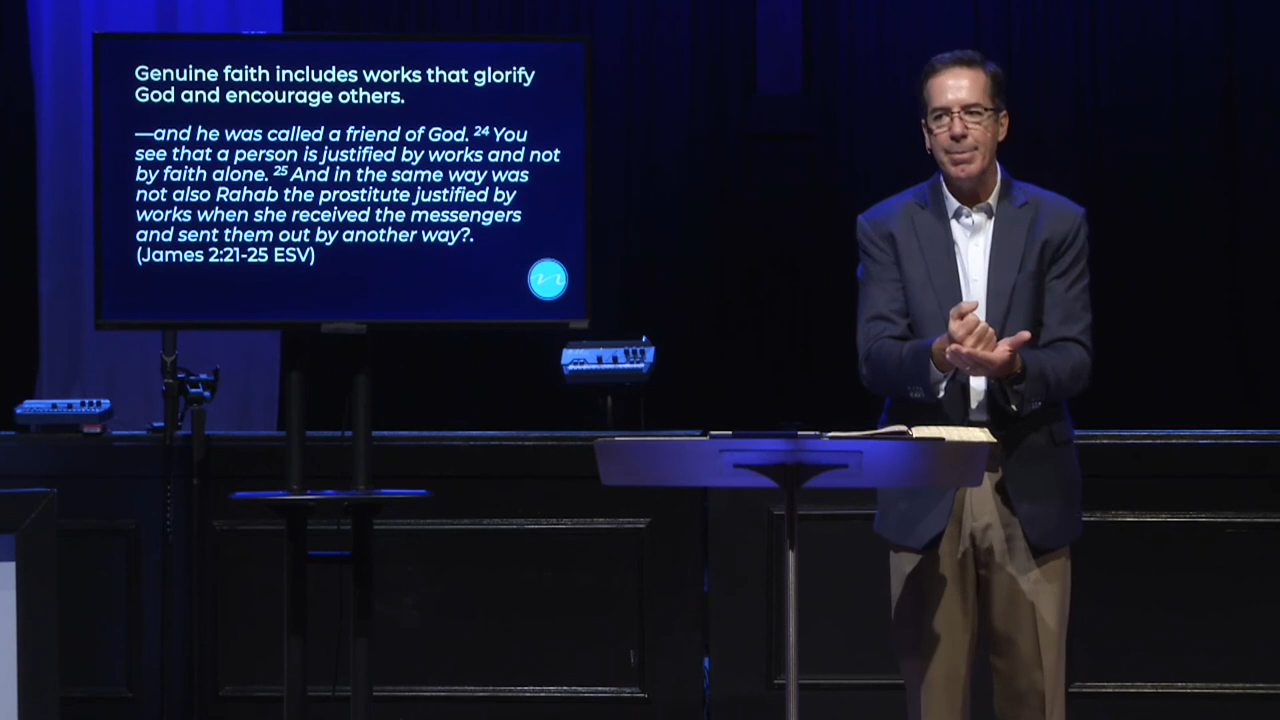 Genuine faith includes works that glorify
God and encourage others.
—and he was called a friend of God. 24 You
see that a person is justified by works and not
by faith alone. 25 And in the same way was
not also Rahab the prostitute justified by
works when she received the messengers
and sent them out by another way?.
(James 2:21-25 ESV)